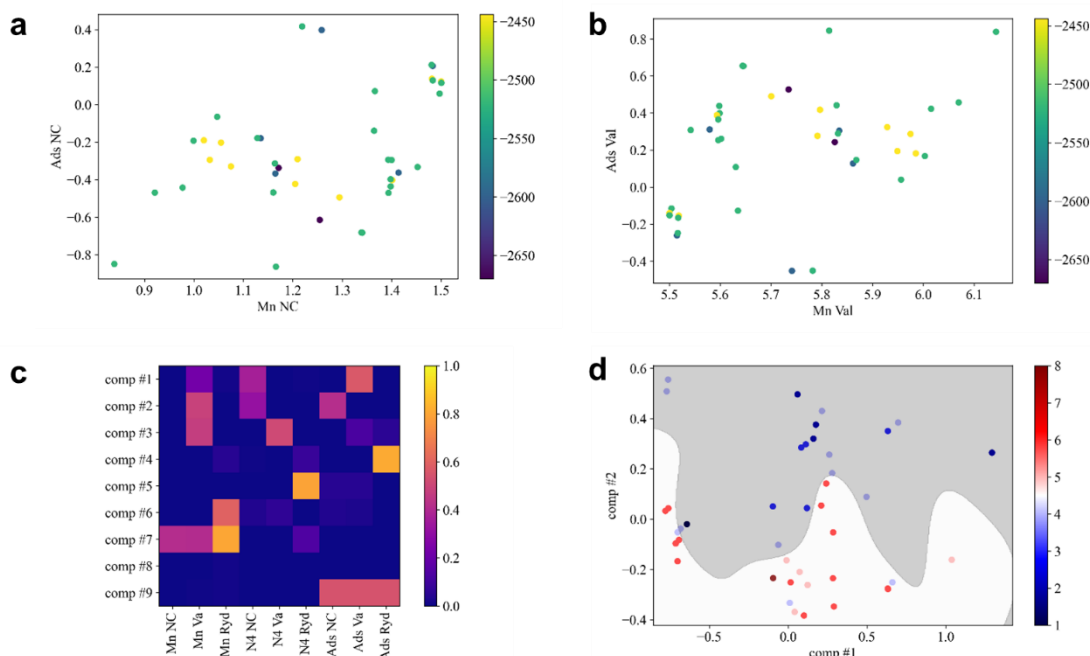 a
0.4
0.2
0.0
−0.2
−0.4
−0.6
−0.8
Ads NC
0.9
1.0
1.1
1.2
1.3
1.4
1.5
Mn NC
−2450
−2500
−2550
−2600
−2650
b
0.8
0.6
0.4
0.2
0.0
−0.2
−0.4
Ads Val
5.5
5.6
5.7
5.8
5.9
6.0
6.1
Mn Val
−2450
−2500
−2550
−2600
−2650
c
comp #1
comp #2
comp #3
comp #4
comp #5
comp #6
comp #7
comp #8
comp #9
Mn NC
Mn Va
Mn Ryd
N4 NC
N4 Va
N4 Ryd
Ads NC
Ads Va
Ads Ryd
1.0
0.8
0.6
0.4
0.2
0.0
d
0.6
0.4
0.2
0.0
−0.2
−0.4
comp #2
−0.5
0.0
0.5
1.0
comp #1
8
7
6
5
4
3
2
1